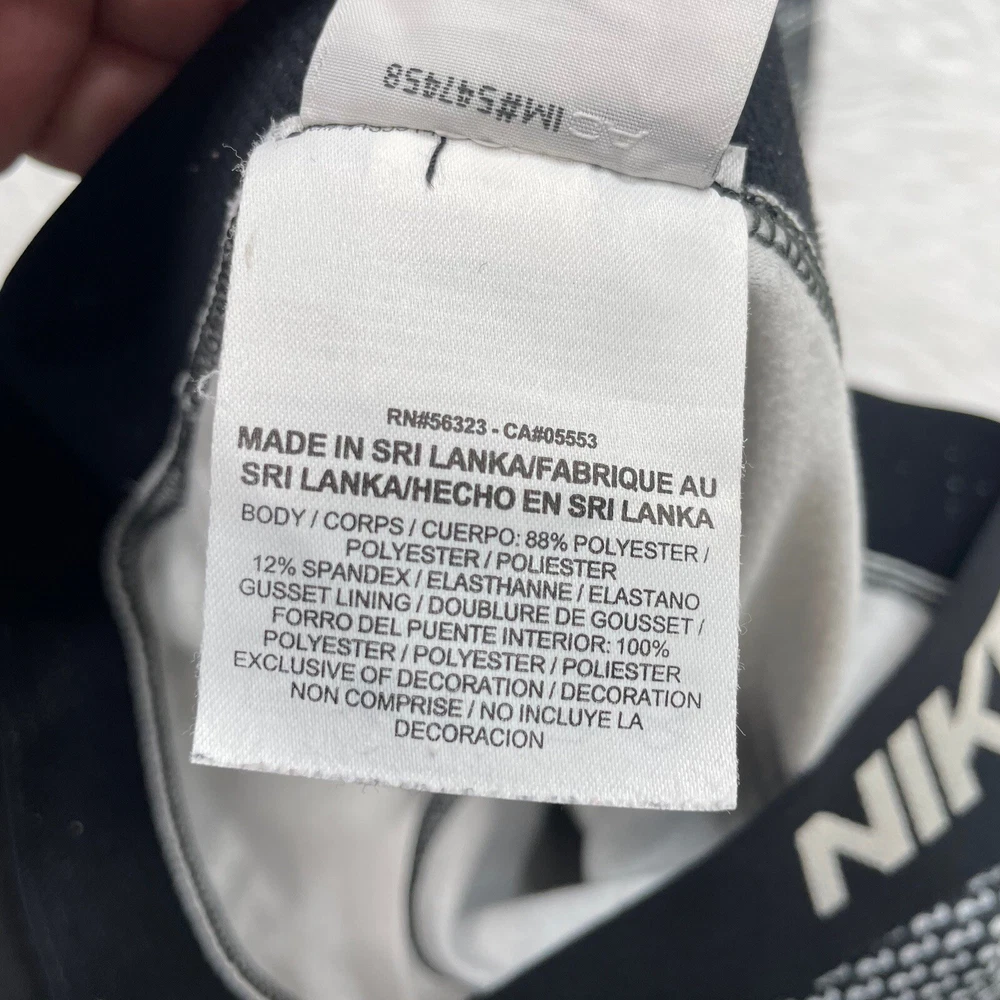 IM#547458
RN#56323 - CA#05553
MADE IN SRI LANKA/FABRIQUE AU
SRI LANKA/HECHO EN SRI LANKA
BODY / CORPS / CUERPO: 88% POLYESTER /
POLYESTER / POLIESTER
12% SPANDEX / ELASTHANNE / ELASTANO
GUSSET LINING / DOUBLURE DE GOUSSET /
FORRO DEL PUENTE INTERIOR: 100%
POLYESTER / POLYESTER / POLIESTER
EXCLUSIVE OF DECORATION / DECORATION
NON COMPRISE / NO INCLUYE LA
DECORACION
NIKE